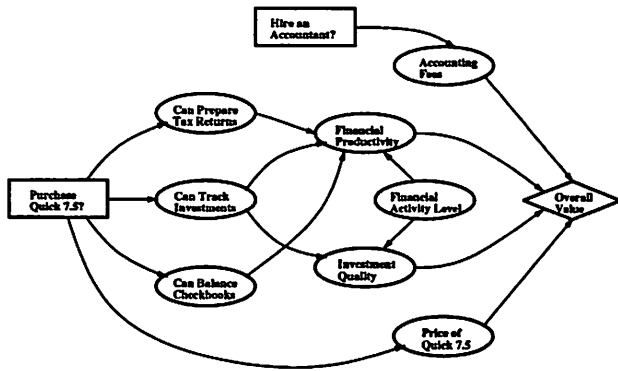 Hire an
Accountant?
Accounting
Fees
Can Prepare
Tax Returns
Financial
Productivity
Purchase
Quick 7.5?
Can Track
Investments
Financial
Activity Level
Overall
Value
Can Balance
Checkbooks
Investment
Quality
Price of
Quick 7.5